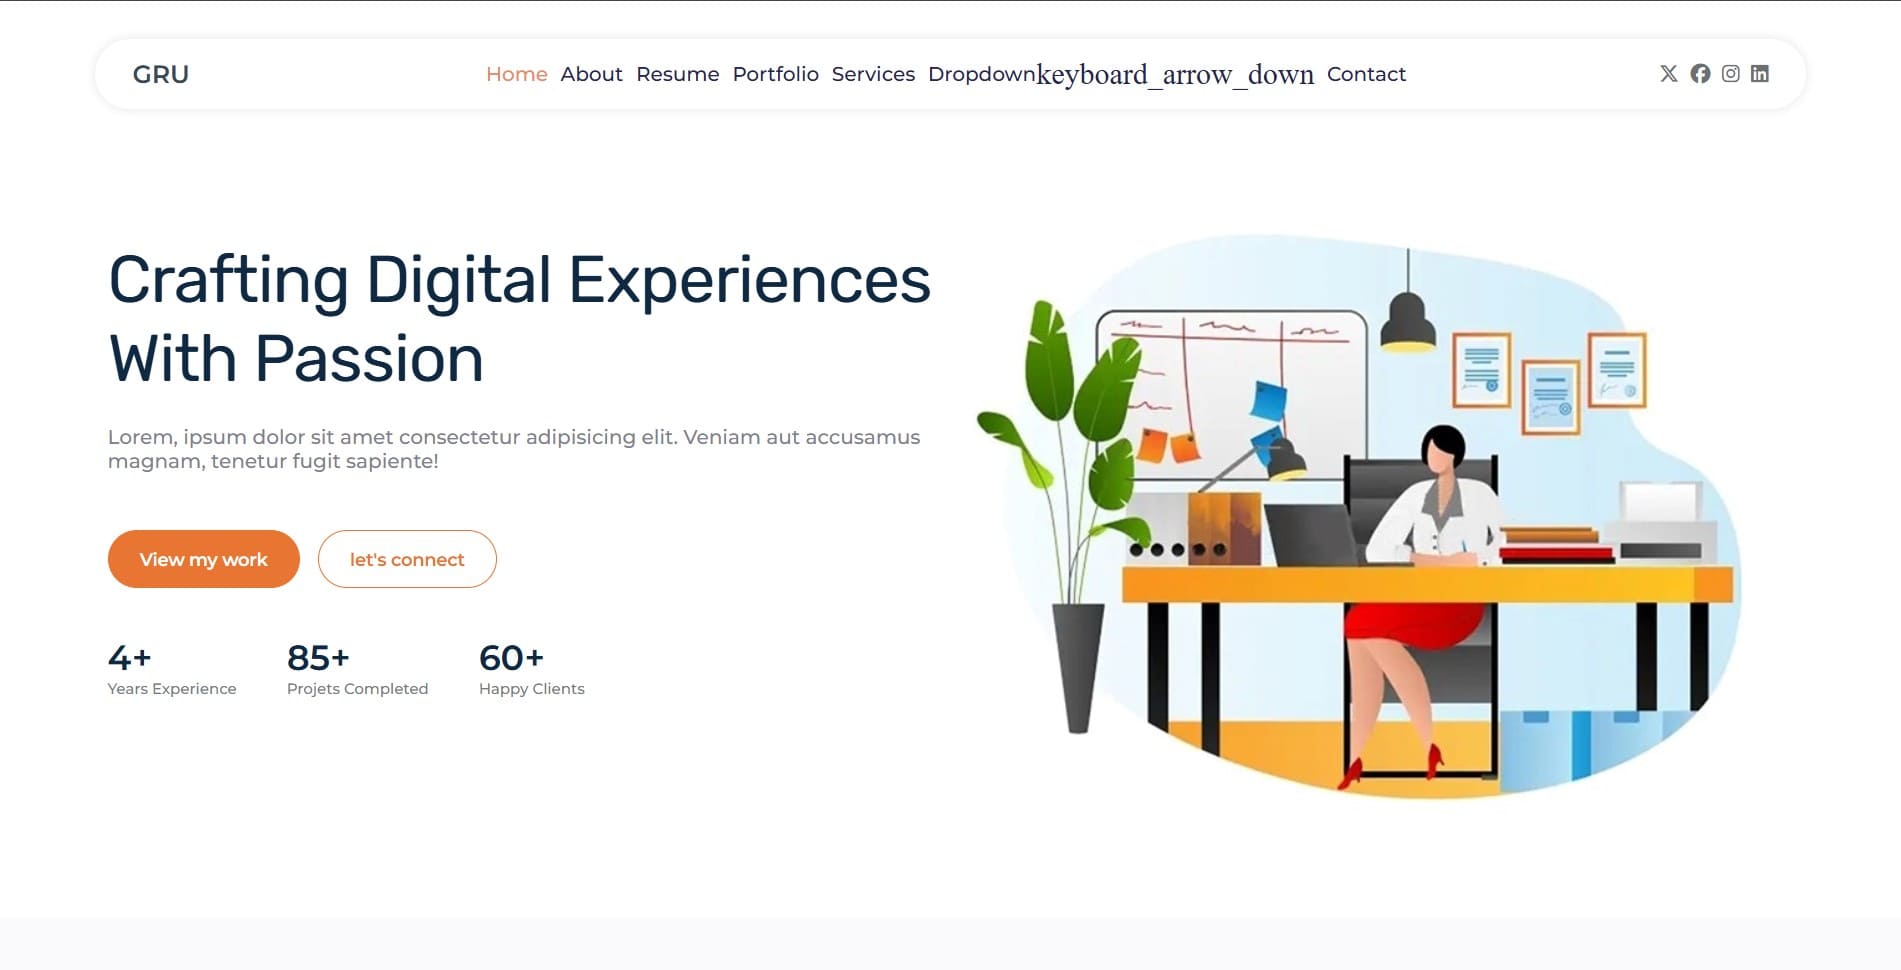 GRU
Home About Resume Portfolio Services Dropdownkeyboard_arrow_down Contact
Crafting Digital Experiences
With Passion
Lorem, ipsum dolor sit amet consectetur adipisicing elit. Veniam aut accusamus
magnam, tenetur fugit sapiente!
View my work
let's connect
4+
Years Experience
85+
Projets Completed
60+
Happy Clients